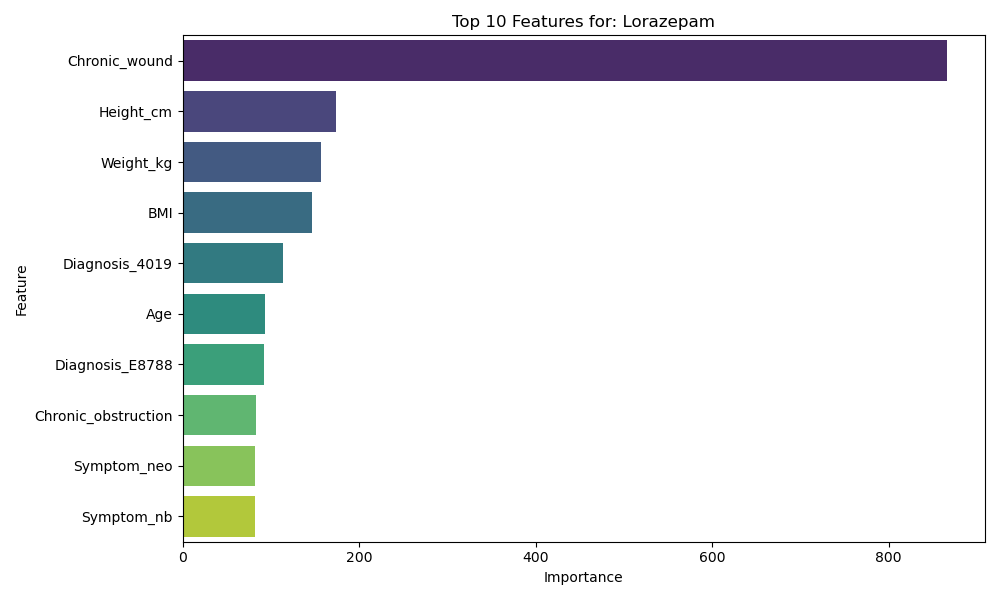 Top 10 Features for: Lorazepam
Feature
Chronic_wound
Height_cm
Weight_kg
BMI
Diagnosis_4019
Age
Diagnosis_E8788
Chronic_obstruction
Symptom_neo
Symptom_nb
0 200 400 600 800
Importance